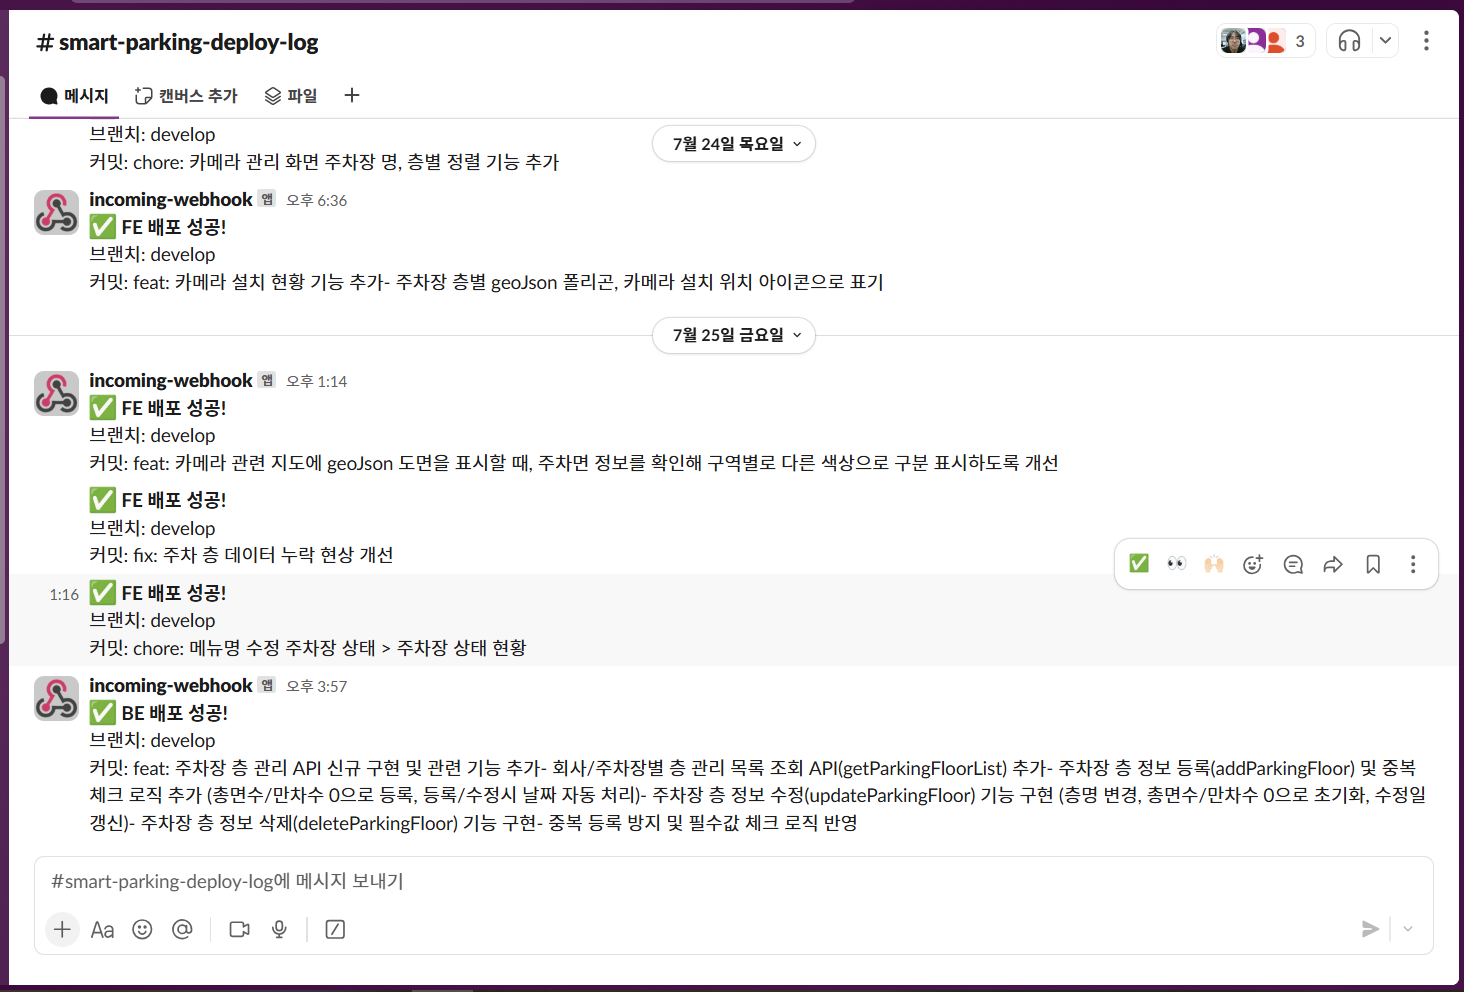 # smart-parking-deploy-log
3
메시지
캔버스 추가
파일
브랜치: develop
7월 24일 목요일
커밋: chore: 카메라 관리 화면 주차장 명, 층별 정렬 기능 추가
incoming-webhook 앱 오후 6:36
✅ FE 배포 성공!
브랜치: develop
커밋: feat: 카메라 설치 현황 기능 추가- 주차장 층별 geoJson 폴리곤, 카메라 설치 위치 아이콘으로 표기
7월 25일 금요일
incoming-webhook 앱 오후 1:14
✅ FE 배포 성공!
브랜치: develop
커밋: feat: 카메라 관련 지도에 geoJson 도면을 표시할 때, 주차면 정보를 확인해 구역별로 다른 색상으로 구분 표시하도록 개선
✅ FE 배포 성공!
브랜치: develop
커밋: fix: 주차 층 데이터 누락 현상 개선
1:16 ✅ FE 배포 성공!
브랜치: develop
커밋: chore: 메뉴명 수정 주차장 상태 > 주차장 상태 현황
incoming-webhook 앱 오후 3:57
✅ BE 배포 성공!
브랜치: develop
커밋: feat: 주차장 층 관리 API 신규 구현 및 관련 기능 추가- 회사/주차장별 층 관리 목록 조회 API(getParkingFloorList) 추가- 주차장 층 정보 등록(addParkingFloor) 및 중복
체크 로직 추가 (총면수/만차수 0으로 등록, 등록/수정시 날짜 자동 처리)- 주차장 층 정보 수정(updateParkingFloor) 기능 구현 (층명 변경, 총면수/만차수 0으로 초기화, 수정일
갱신)- 주차장 층 정보 삭제(deleteParkingFloor) 기능 구현- 중복 등록 방지 및 필수값 체크 로직 반영
#smart-parking-deploy-log에 메시지 보내기
Aa